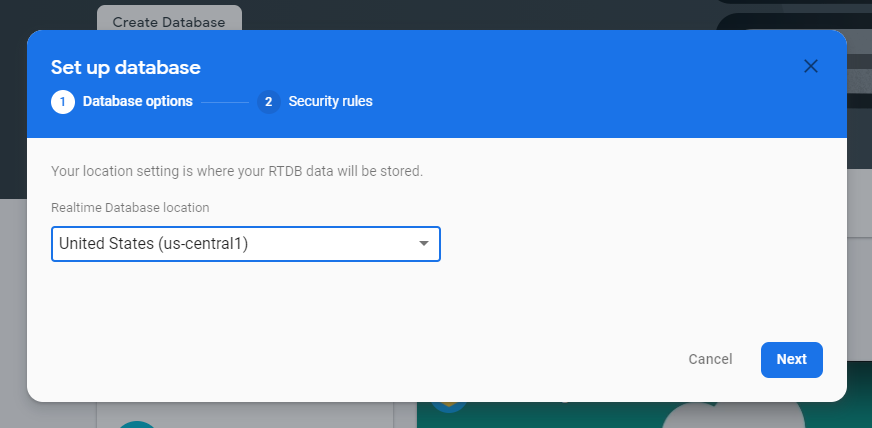 Create Database
Set up database
1 Database options 2 Security rules
Your location setting is where your RTDB data will be stored.
Realtime Database location
United States (us-central1)
Cancel Next